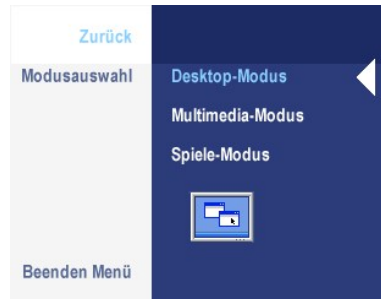 Zurück
Modusauswahl
Desktop-Modus
Multimedia-Modus
Spiele-Modus
Beenden Menü